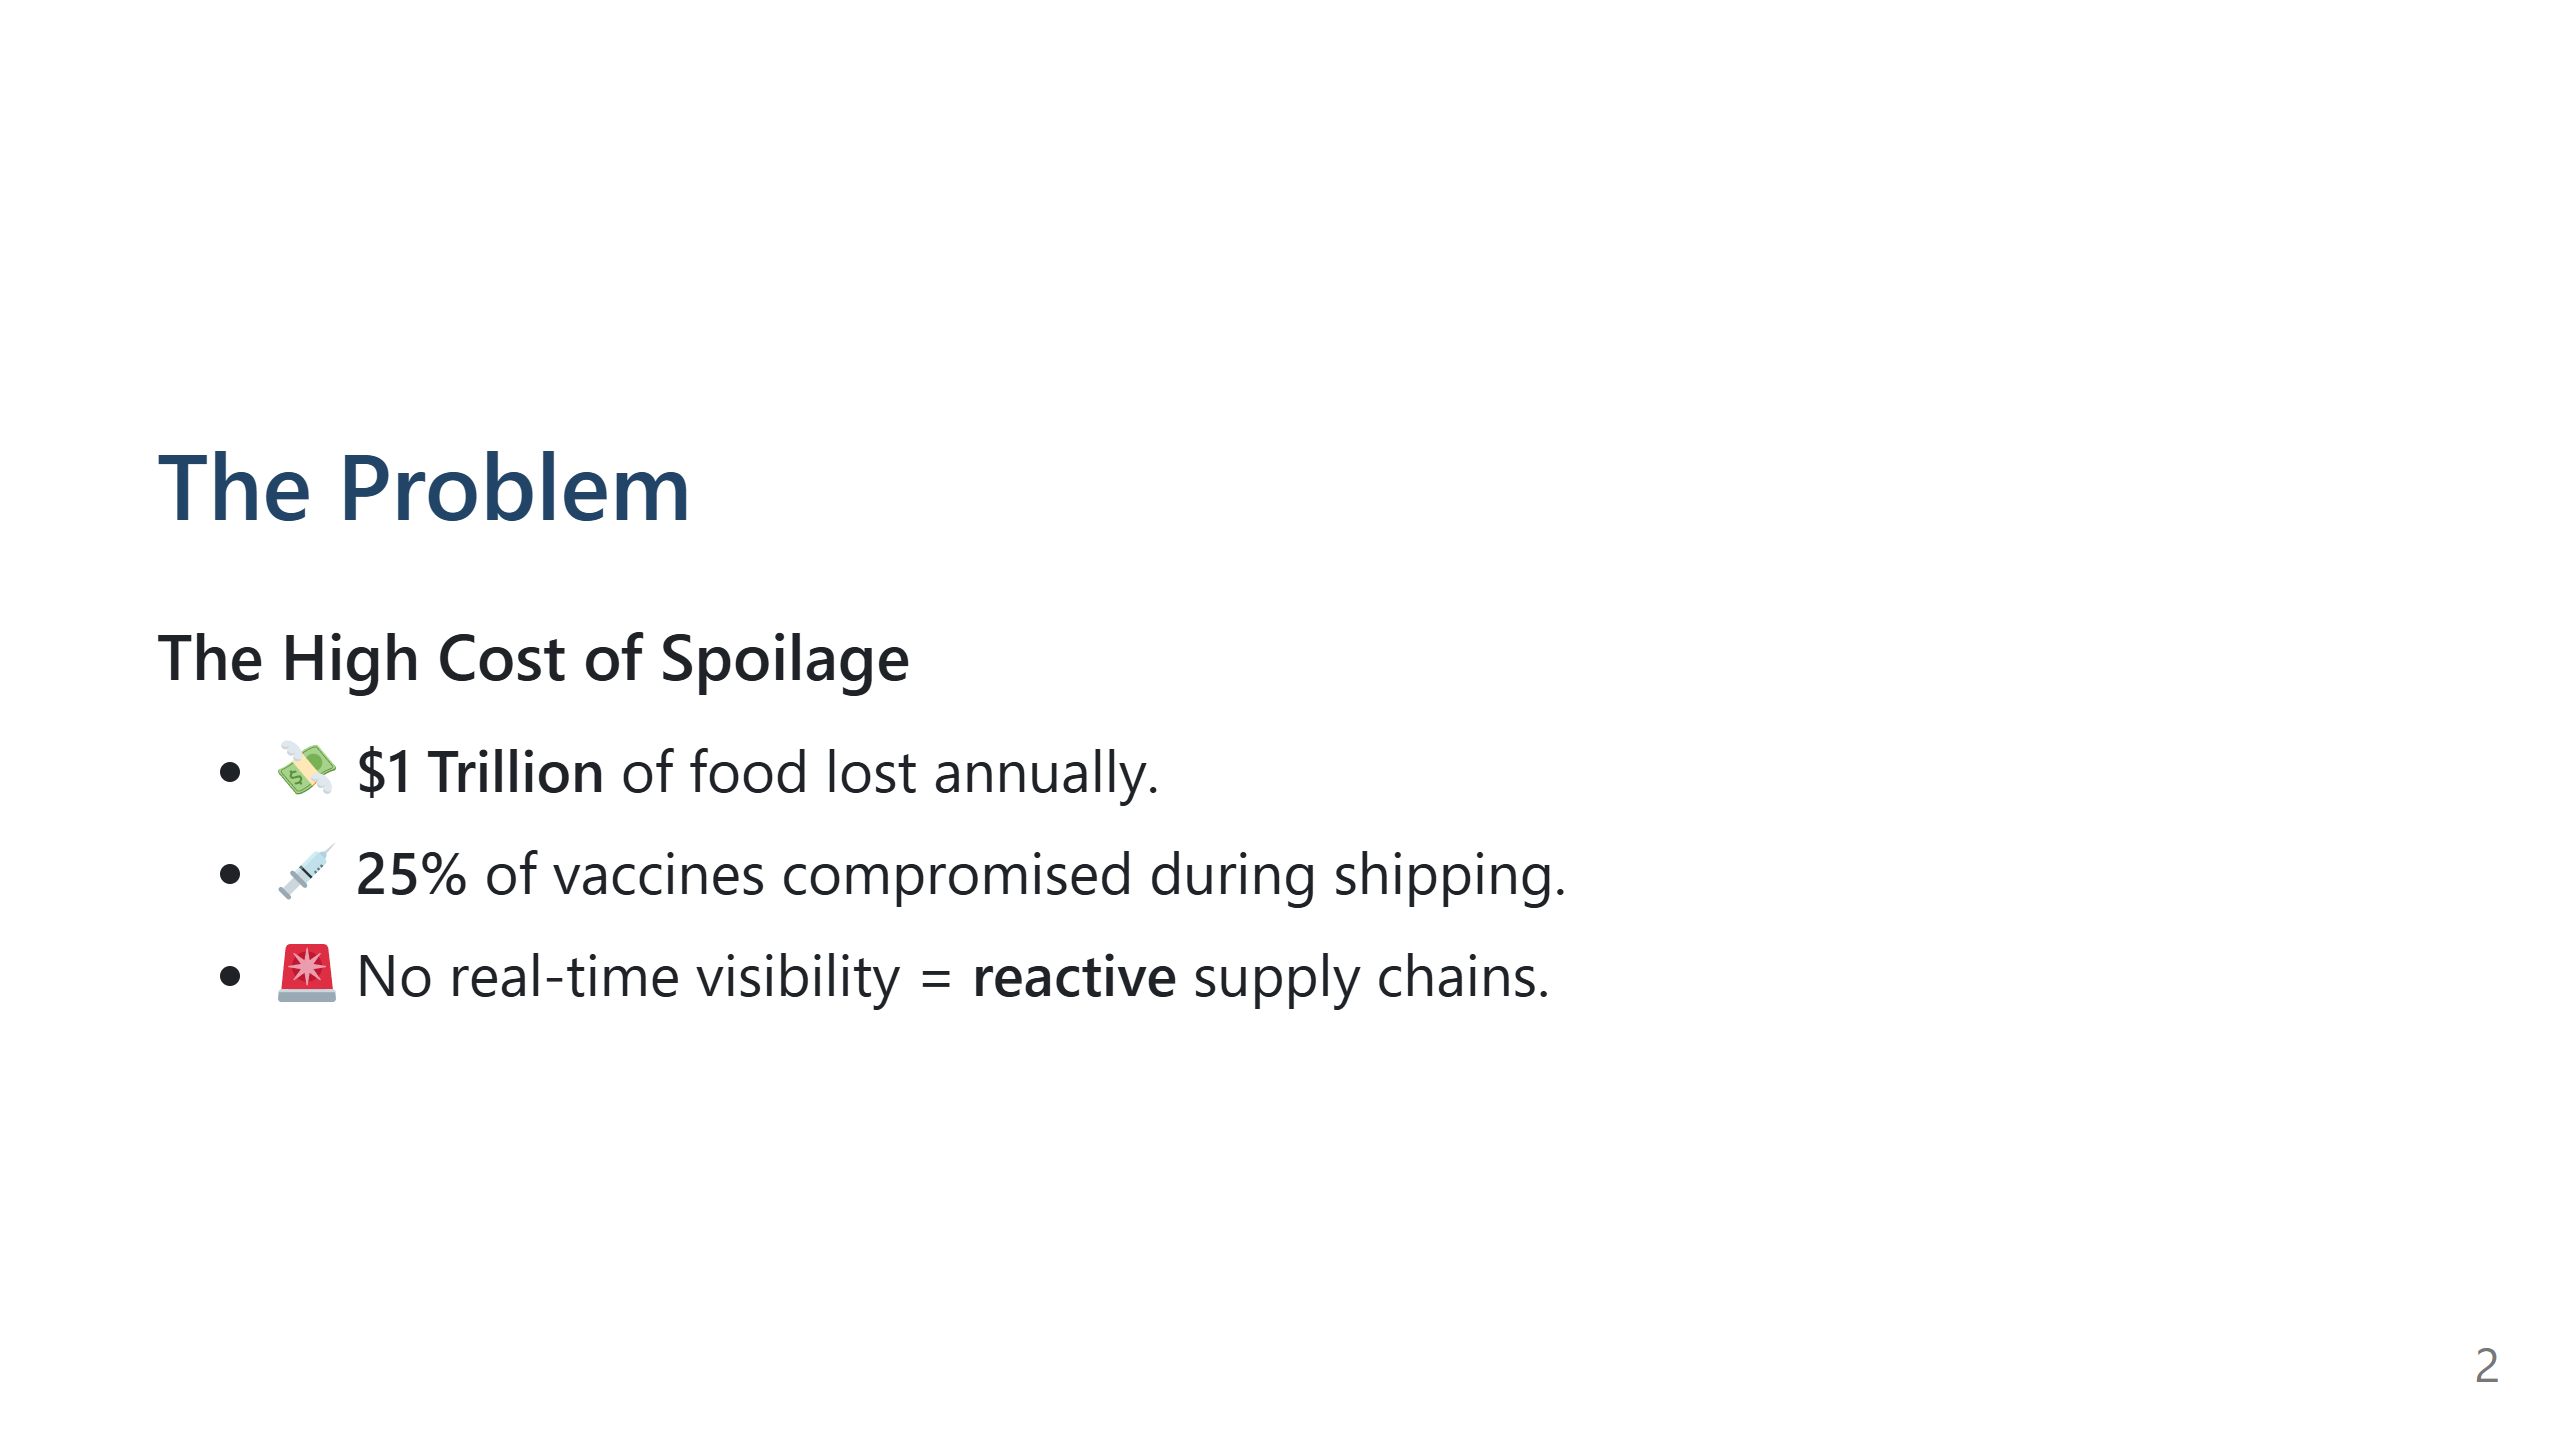 The Problem
The High Cost of Spoilage
• 💸 $1 Trillion of food lost annually.
• 💉 25% of vaccines compromised during shipping.
• 🚨 No real-time visibility = reactive supply chains.
2